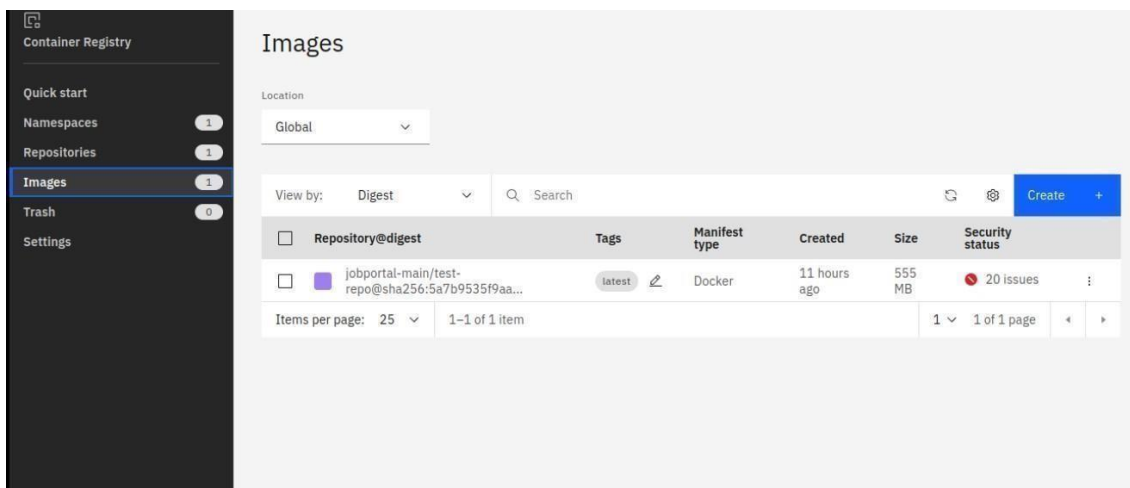 Container Registry
Quick start
Namespaces 1
Repositories 1
Images 1
Trash 0
Settings
Images
Location
Global
View by: Digest Search Create +
Repository@digest Tags Manifest type Created Size Security status
jobportal-main/test-
repo@sha256:5a7b9535f9aa... latest Docker 11 hours ago 555 MB 20 issues
Items per page: 25 1–1 of 1 item 1 1 of 1 page